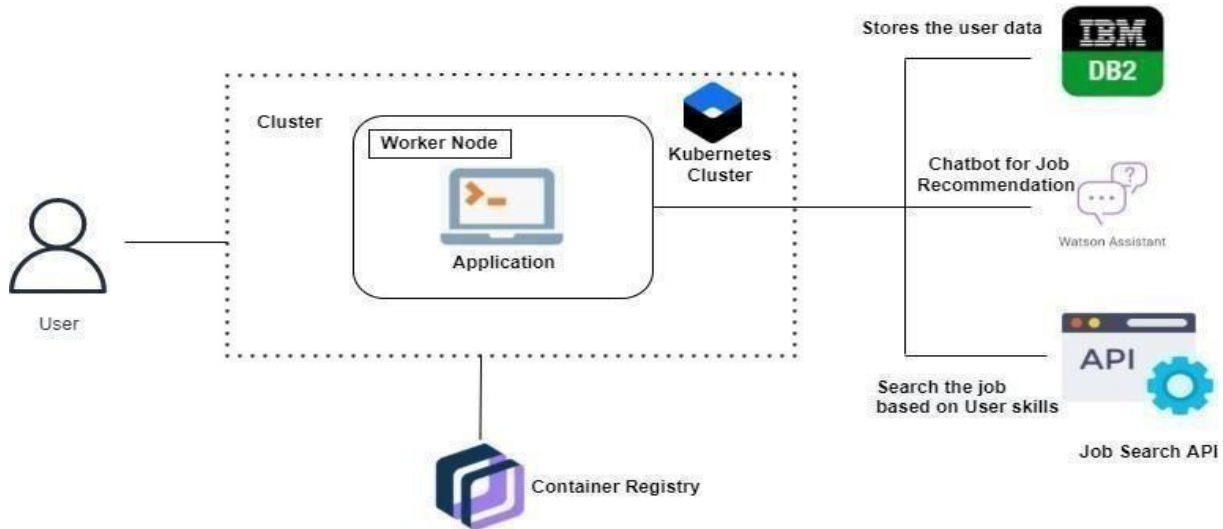 Stores the user data
IBM
DB2
Cluster
Worker Node
Kubernetes
Cluster
Application
Chatbot for Job
Recommendation
?
Watson Assistant
User
API
Search the job
based on User skills
Job Search API
Container Registry